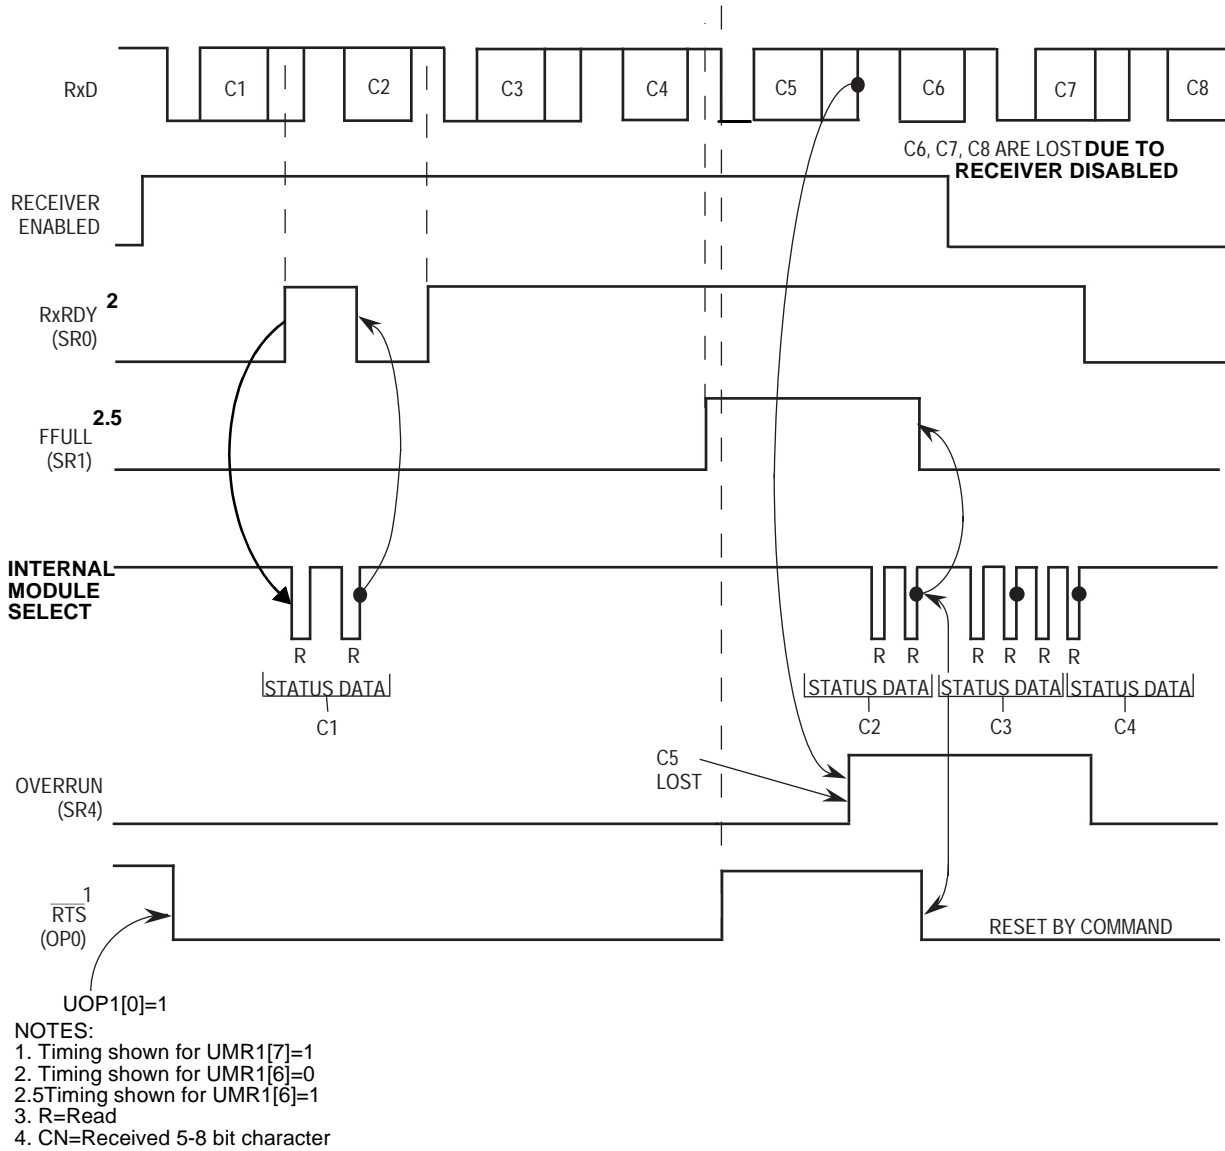 RxD
C1
C2
C3
C4
C5
C6
C7
C8
C6, C7, C8 ARE LOST DUE TO
RECEIVER DISABLED
RECEIVER
ENABLED
RxRDY 2
(SR0)
FFULL 2.5
(SR1)
INTERNAL
MODULE
SELECT
R R R R R R R R
STATUS DATA STATUS DATA STATUS DATA STATUS DATA
C1 C2 C3 C4
C5
LOST
OVERRUN
(SR4)
RTS 1
(OP0)
RESET BY COMMAND
UOP1[0]=1
NOTES:
1. Timing shown for UMR1[7]=1
2. Timing shown for UMR1[6]=0
2.5Timing shown for UMR1[6]=1
3. R=Read
4. CN=Received 5-8 bit character